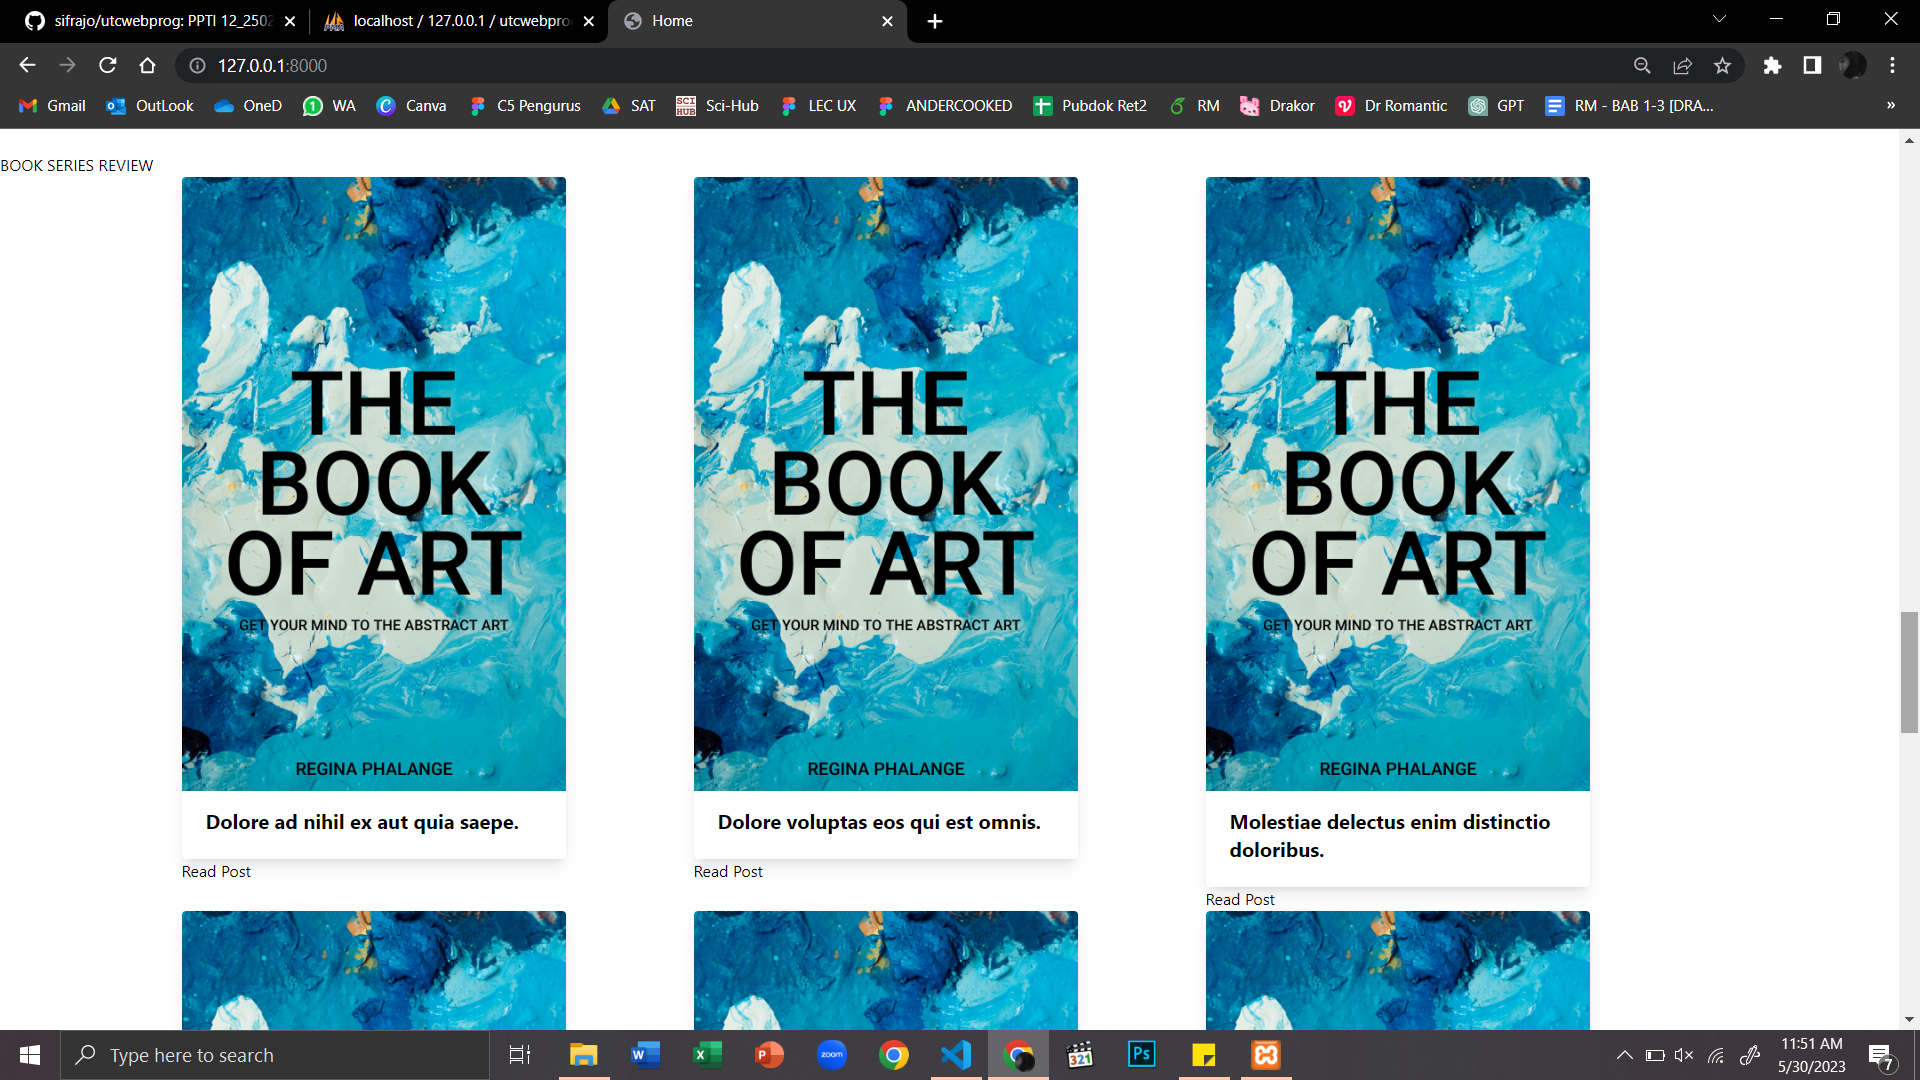 sifrajo/utcwebprog: PPTI 12_2502
localhost / 127.0.0.1 / utcwebpro
Home
127.0.0.1:8000
Gmail
OutLook
OneD
WA
Canva
C5 Pengurus
SAT
SCI HUB
Sci-Hub
LEC UX
ANDERCOOKED
Pubdok Ret2
RM
Drakor
Dr Romantic
GPT
RM - BAB 1-3 [DRA...
»
BOOK SERIES REVIEW
THE
BOOK
OF ART
GET YOUR MIND TO THE ABSTRACT ART
REGINA PHALANGE
Dolore ad nihil ex aut quia saepe.
Read Post
THE
BOOK
OF ART
GET YOUR MIND TO THE ABSTRACT ART
REGINA PHALANGE
Dolore voluptas eos qui est omnis.
Read Post
THE
BOOK
OF ART
GET YOUR MIND TO THE ABSTRACT ART
REGINA PHALANGE
Molestiae delectus enim distinctio
doloribus.
Read Post
Type here to search
zoom
321
Ps
11:51 AM
5/30/2023
7